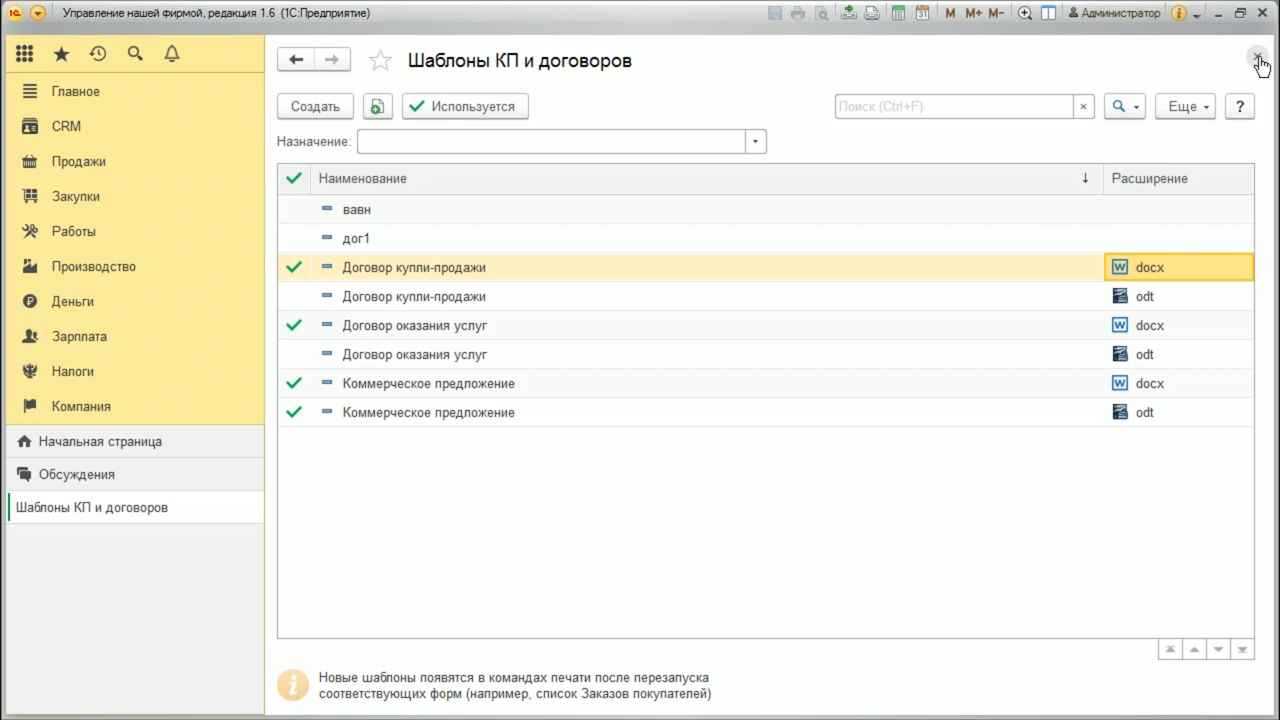 Управление нашей фирмой, редакция 1.6 (1С:Предприятие)
M M+ M- Администратор
Главное
CRM
Продажи
Закупки
Работы
Производство
Деньги
Зарплата
Налоги
Компания
Начальная страница
Обсуждения
Шаблоны КП и договоров
Шаблоны КП и договоров
Создать Используется Поиск (Ctrl+F) × Еще ?
Назначение:
Наименование ↓ Расширение
вавн
дог1
Договор купли-продажи docx
Договор купли-продажи odt
Договор оказания услуг docx
Договор оказания услуг odt
Коммерческое предложение docx
Коммерческое предложение odt
Новые шаблоны появятся в командах печати после перезапуска
соответствующих форм (например, список Заказов покупателей)